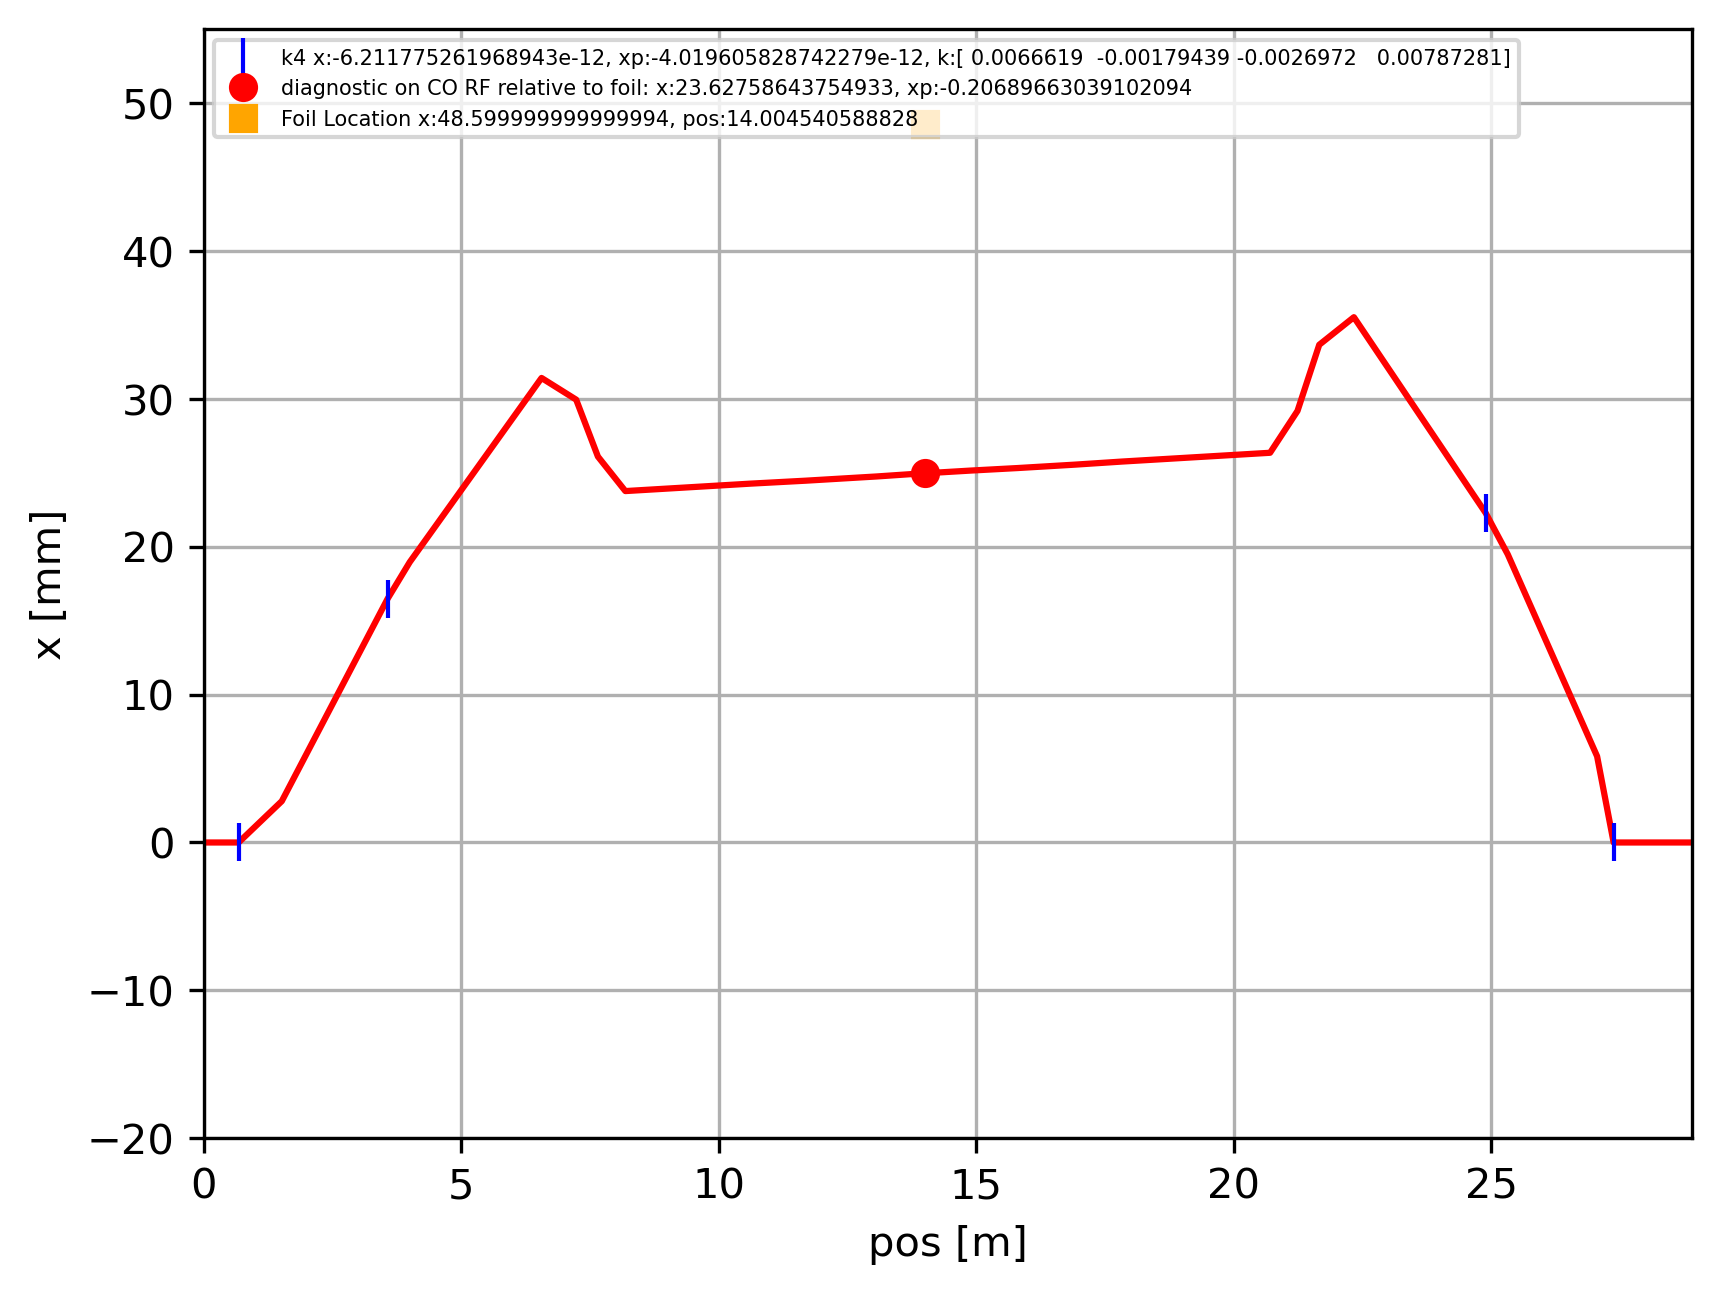 k4 x:-6.211775261968943e-12, xp:-4.019605828742279e-12, k:[ 0.0066619 -0.00179439 -0.0026972 0.00787281]
diagnostic on CO RF relative to foil: x:23.62758643754933, xp:-0.20689663039102094
Foil Location x:48.599999999999994, pos:14.004540588828
50
40
30
20
10
0
−10
−20
x [mm]
0 5 10 15 20 25
pos [m]